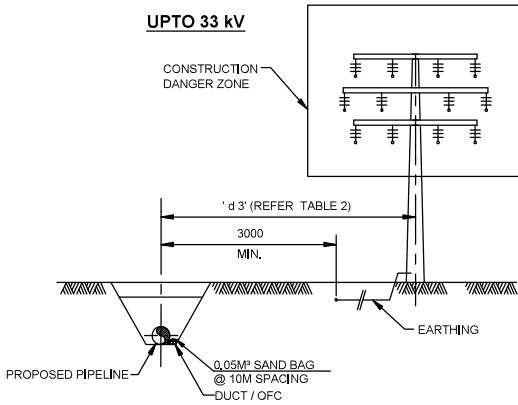 UPTO 33 kV
CONSTRUCTION
DANGER ZONE
' d 3' (REFER TABLE 2)
3000
MIN.
EARTHING
PROPOSED PIPELINE
0.05M³ SAND BAG
@ 10M SPACING
DUCT / OFC